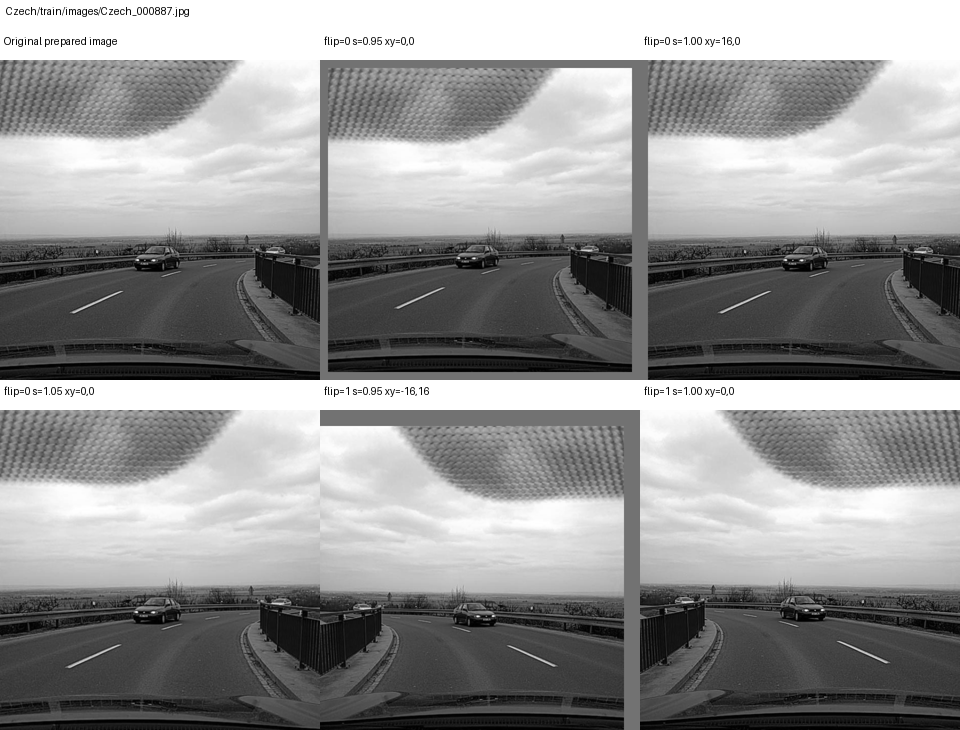 Czech/train/images/Czech_000887.jpg
Original prepared image
flip=0 s=0.95 xy=0,0
flip=0 s=1.00 xy=16,0
flip=0 s=1.05 xy=0,0
flip=1 s=0.95 xy=-16,16
flip=1 s=1.00 xy=0,0